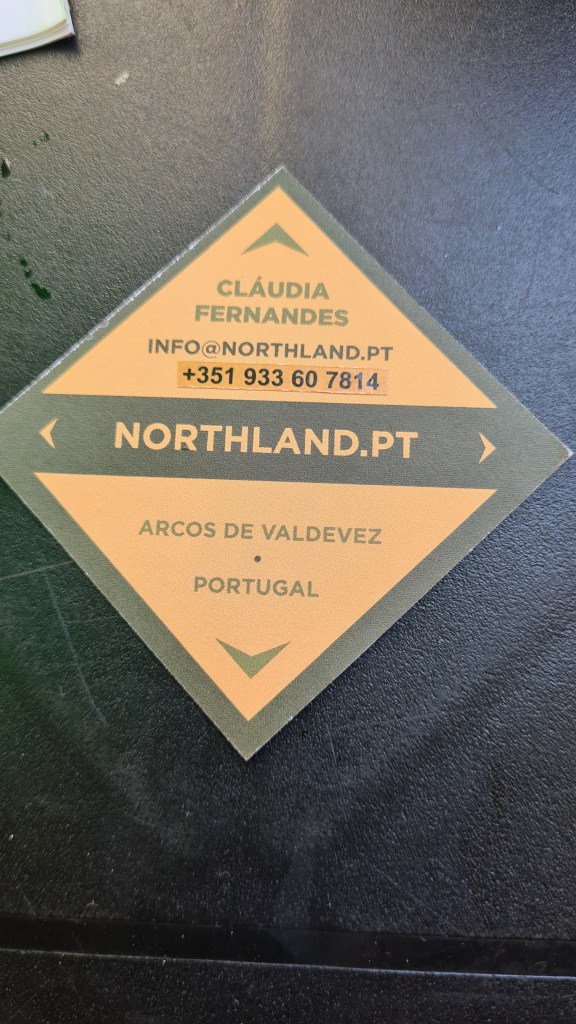 CLÁUDIA
FERNANDES
INFO@NORTHLAND.PT
+351 933 60 7814
NORTHLAND.PT
ARCOS DE VALDEVEZ
•
PORTUGAL